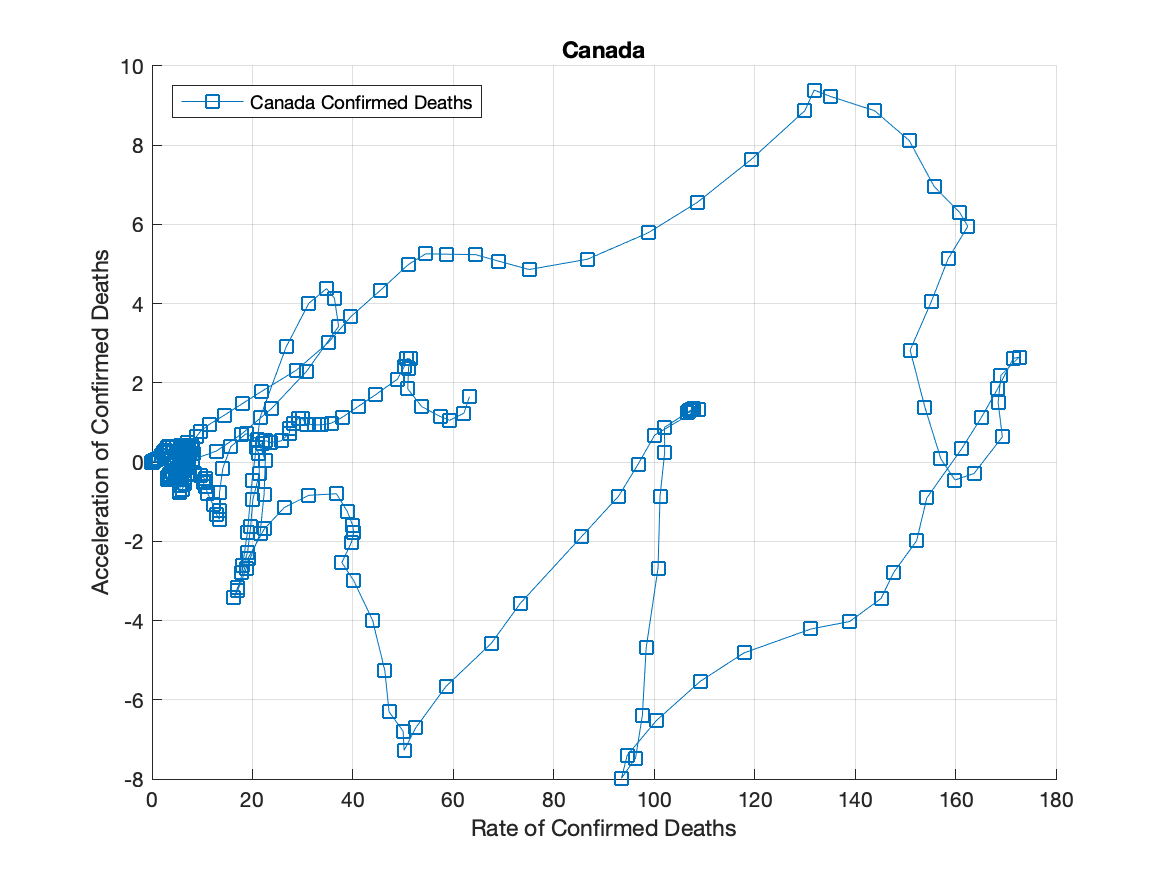 Canada
10
8
6
4
2
0
-2
-4
-6
-8
Acceleration of Confirmed Deaths
Canada Confirmed Deaths
0 20 40 60 80 100 120 140 160 180
Rate of Confirmed Deaths